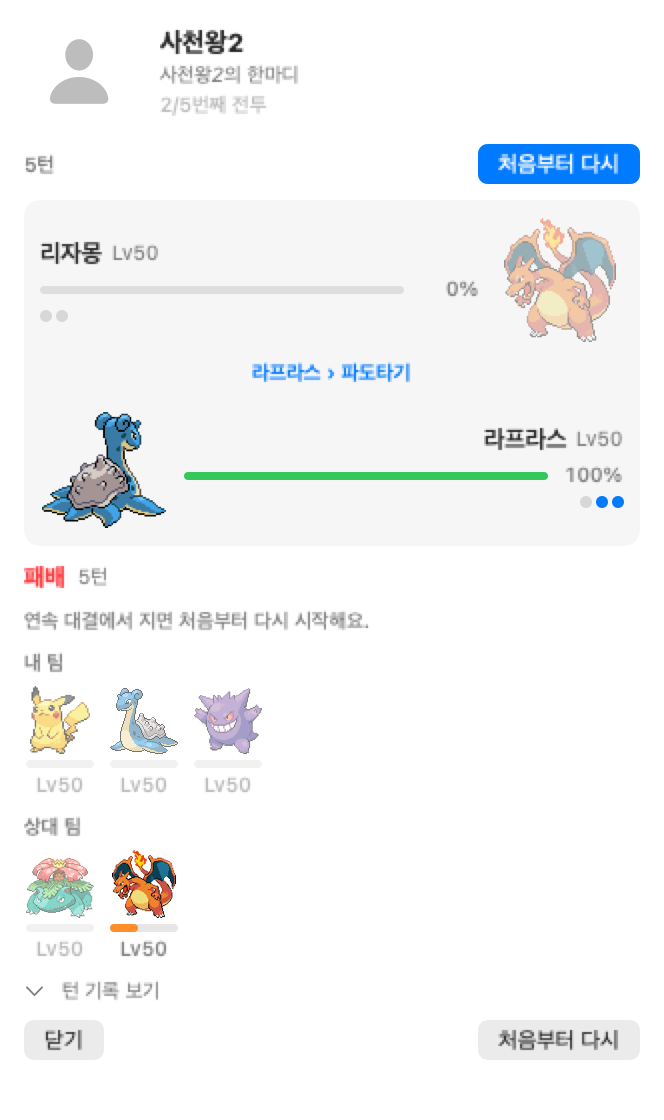 사천왕2
사천왕2의 한마디
2/5번째 전투
5턴
처음부터 다시
리자몽 Lv50
0%
라프라스 › 파도타기
라프라스 Lv50
100%
패배 5턴
연속 대결에서 지면 처음부터 다시 시작해요.
내 팀
Lv50 Lv50 Lv50
상대 팀
Lv50 Lv50
턴 기록 보기
닫기 처음부터 다시